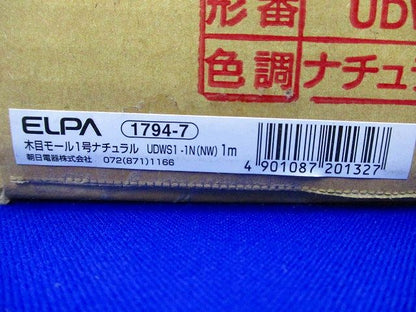 形番 UD
色調 ナチュ
ELPA 1794-7
木目モール1号ナチュラル UDWS1-1N(NW) 1m
朝日電器株式会社 072(871)1166
4 901087 201327